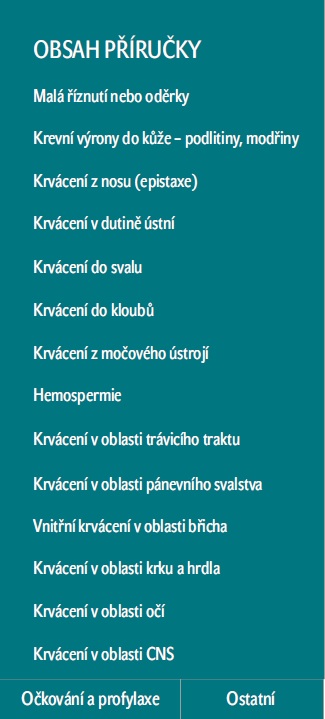 OBSAH PŘÍRUČKY
Malá říznutí nebo oděrky
Krevní výrony do kůže – podlitiny, modřiny
Krvácení z nosu (epistaxe)
Krvácení v dutině ústní
Krvácení do svalu
Krvácení do kloubů
Krvácení z močového ústrojí
Hemospermie
Krvácení v oblasti trávicího traktu
Krvácení v oblasti pánevního svalstva
Vnitřní krvácení v oblasti břicha
Krvácení v oblasti krku a hrdla
Krvácení v oblasti očí
Krvácení v oblasti CNS
Očkování a profylaxe
Ostatní